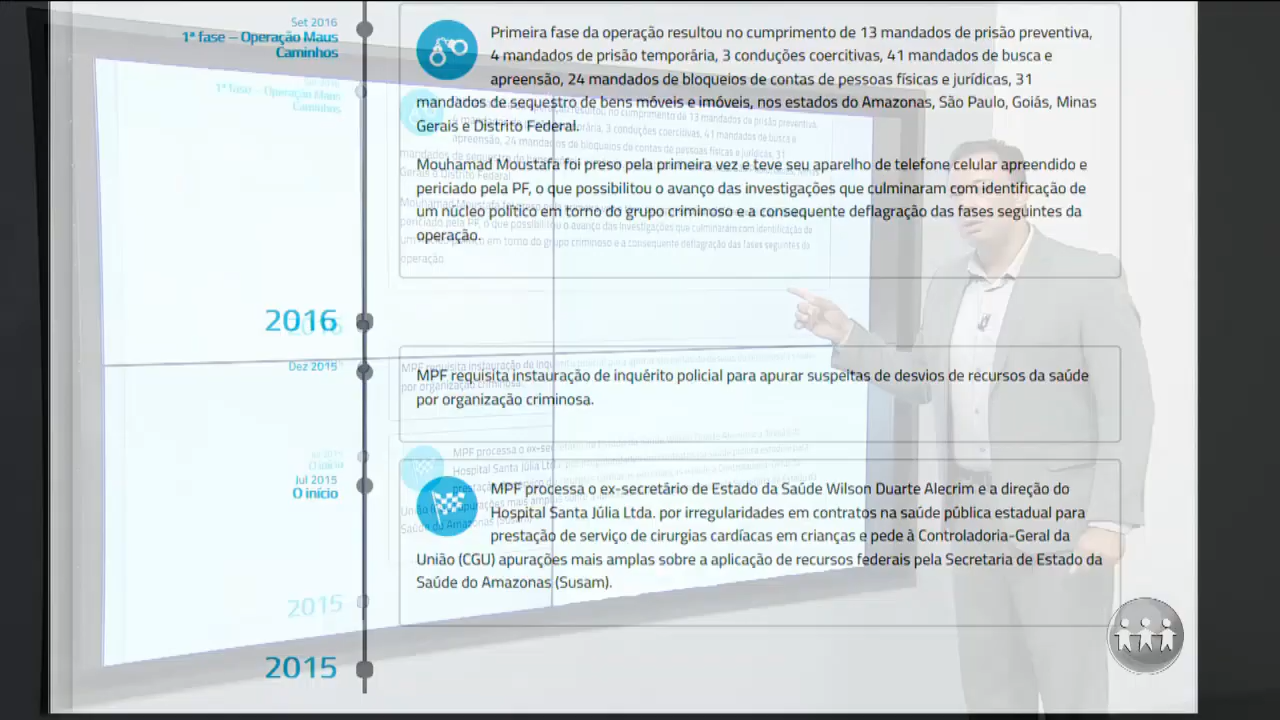 Set 2016
1ª fase – Operação Maus
Caminhos
Primeira fase da operação resultou no cumprimento de 13 mandados de prisão preventiva,
4 mandados de prisão temporária, 3 conduções coercitivas, 41 mandados de busca e
apreensão, 24 mandados de bloqueios de contas de pessoas físicas e jurídicas, 31
mandados de sequestro de bens móveis e imóveis, nos estados do Amazonas, São Paulo, Goiás, Minas
Gerais e Distrito Federal.
Mouhamad Moustafa foi preso pela primeira vez e teve seu aparelho de telefone celular apreendido e
periciado pela PF, o que possibilitou o avanço das investigações que culminaram com identificação de
um núcleo político em torno do grupo criminoso e a consequente deflagração das fases seguintes da
operação.
2016
Dez 2015
MPF requisita instauração de inquérito policial para apurar suspeitas de desvios de recursos da saúde
por organização criminosa.
Jul 2015
O início
MPF processa o ex-secretário de Estado da Saúde Wilson Duarte Alecrim e a direção do
Hospital Santa Júlia Ltda. por irregularidades em contratos na saúde pública estadual para
prestação de serviço de cirurgias cardíacas em crianças e pede à Controladoria-Geral da
União (CGU) apurações mais amplas sobre a aplicação de recursos federais pela Secretaria de Estado da
Saúde do Amazonas (Susam).
2015
2015